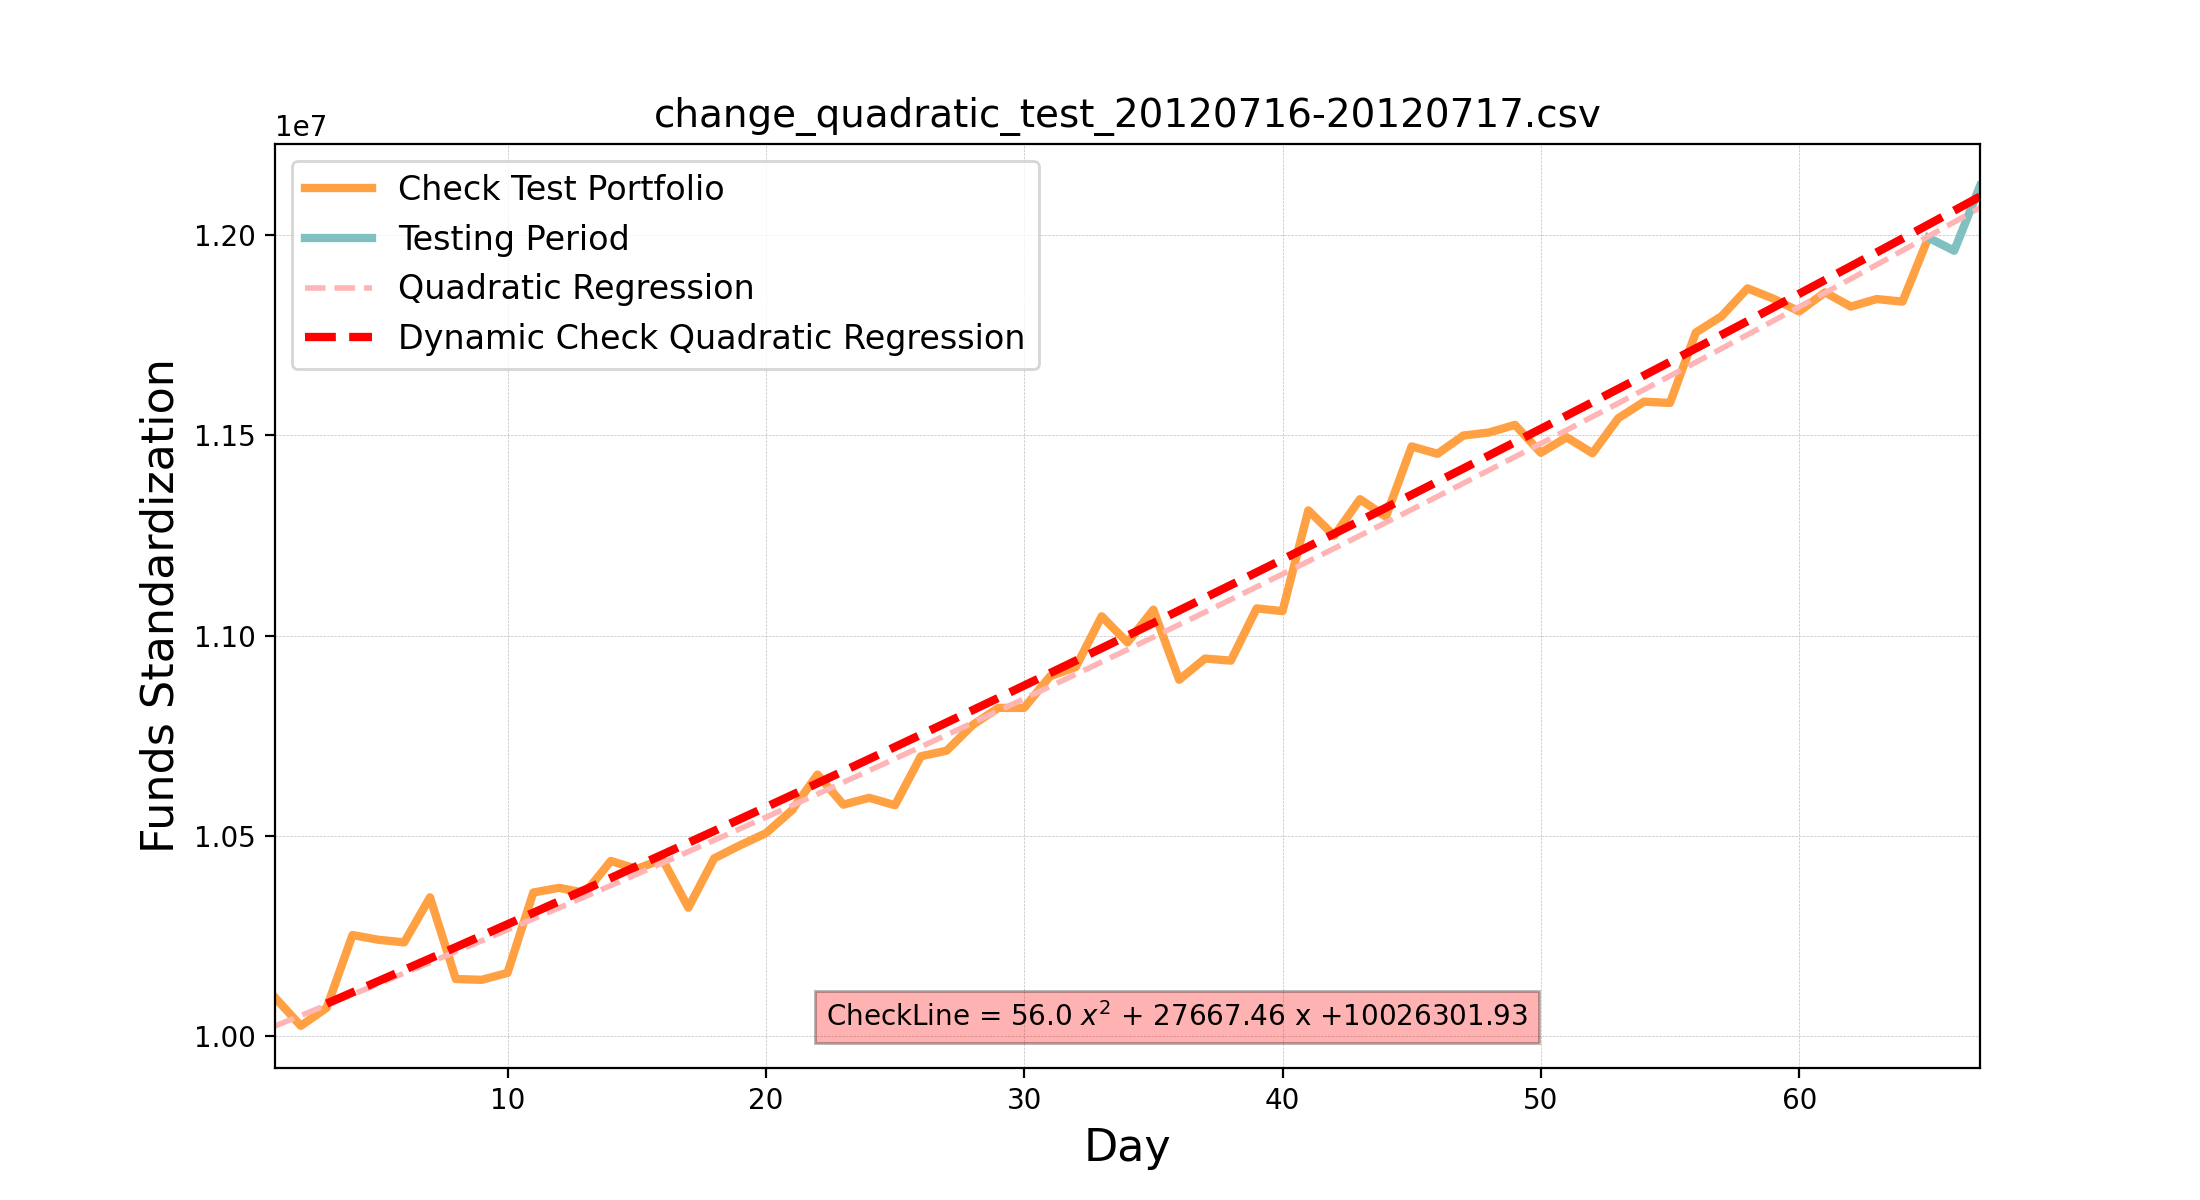 change_quadratic_test_20120716-20120717.csv
1e7
Check Test Portfolio
Testing Period
Quadratic Regression
Dynamic Check Quadratic Regression
1.20
1.15
1.10
1.05
1.00
Funds Standardization
CheckLine = 56.0 x² + 27667.46 x +10026301.93
10 20 30 40 50 60
Day